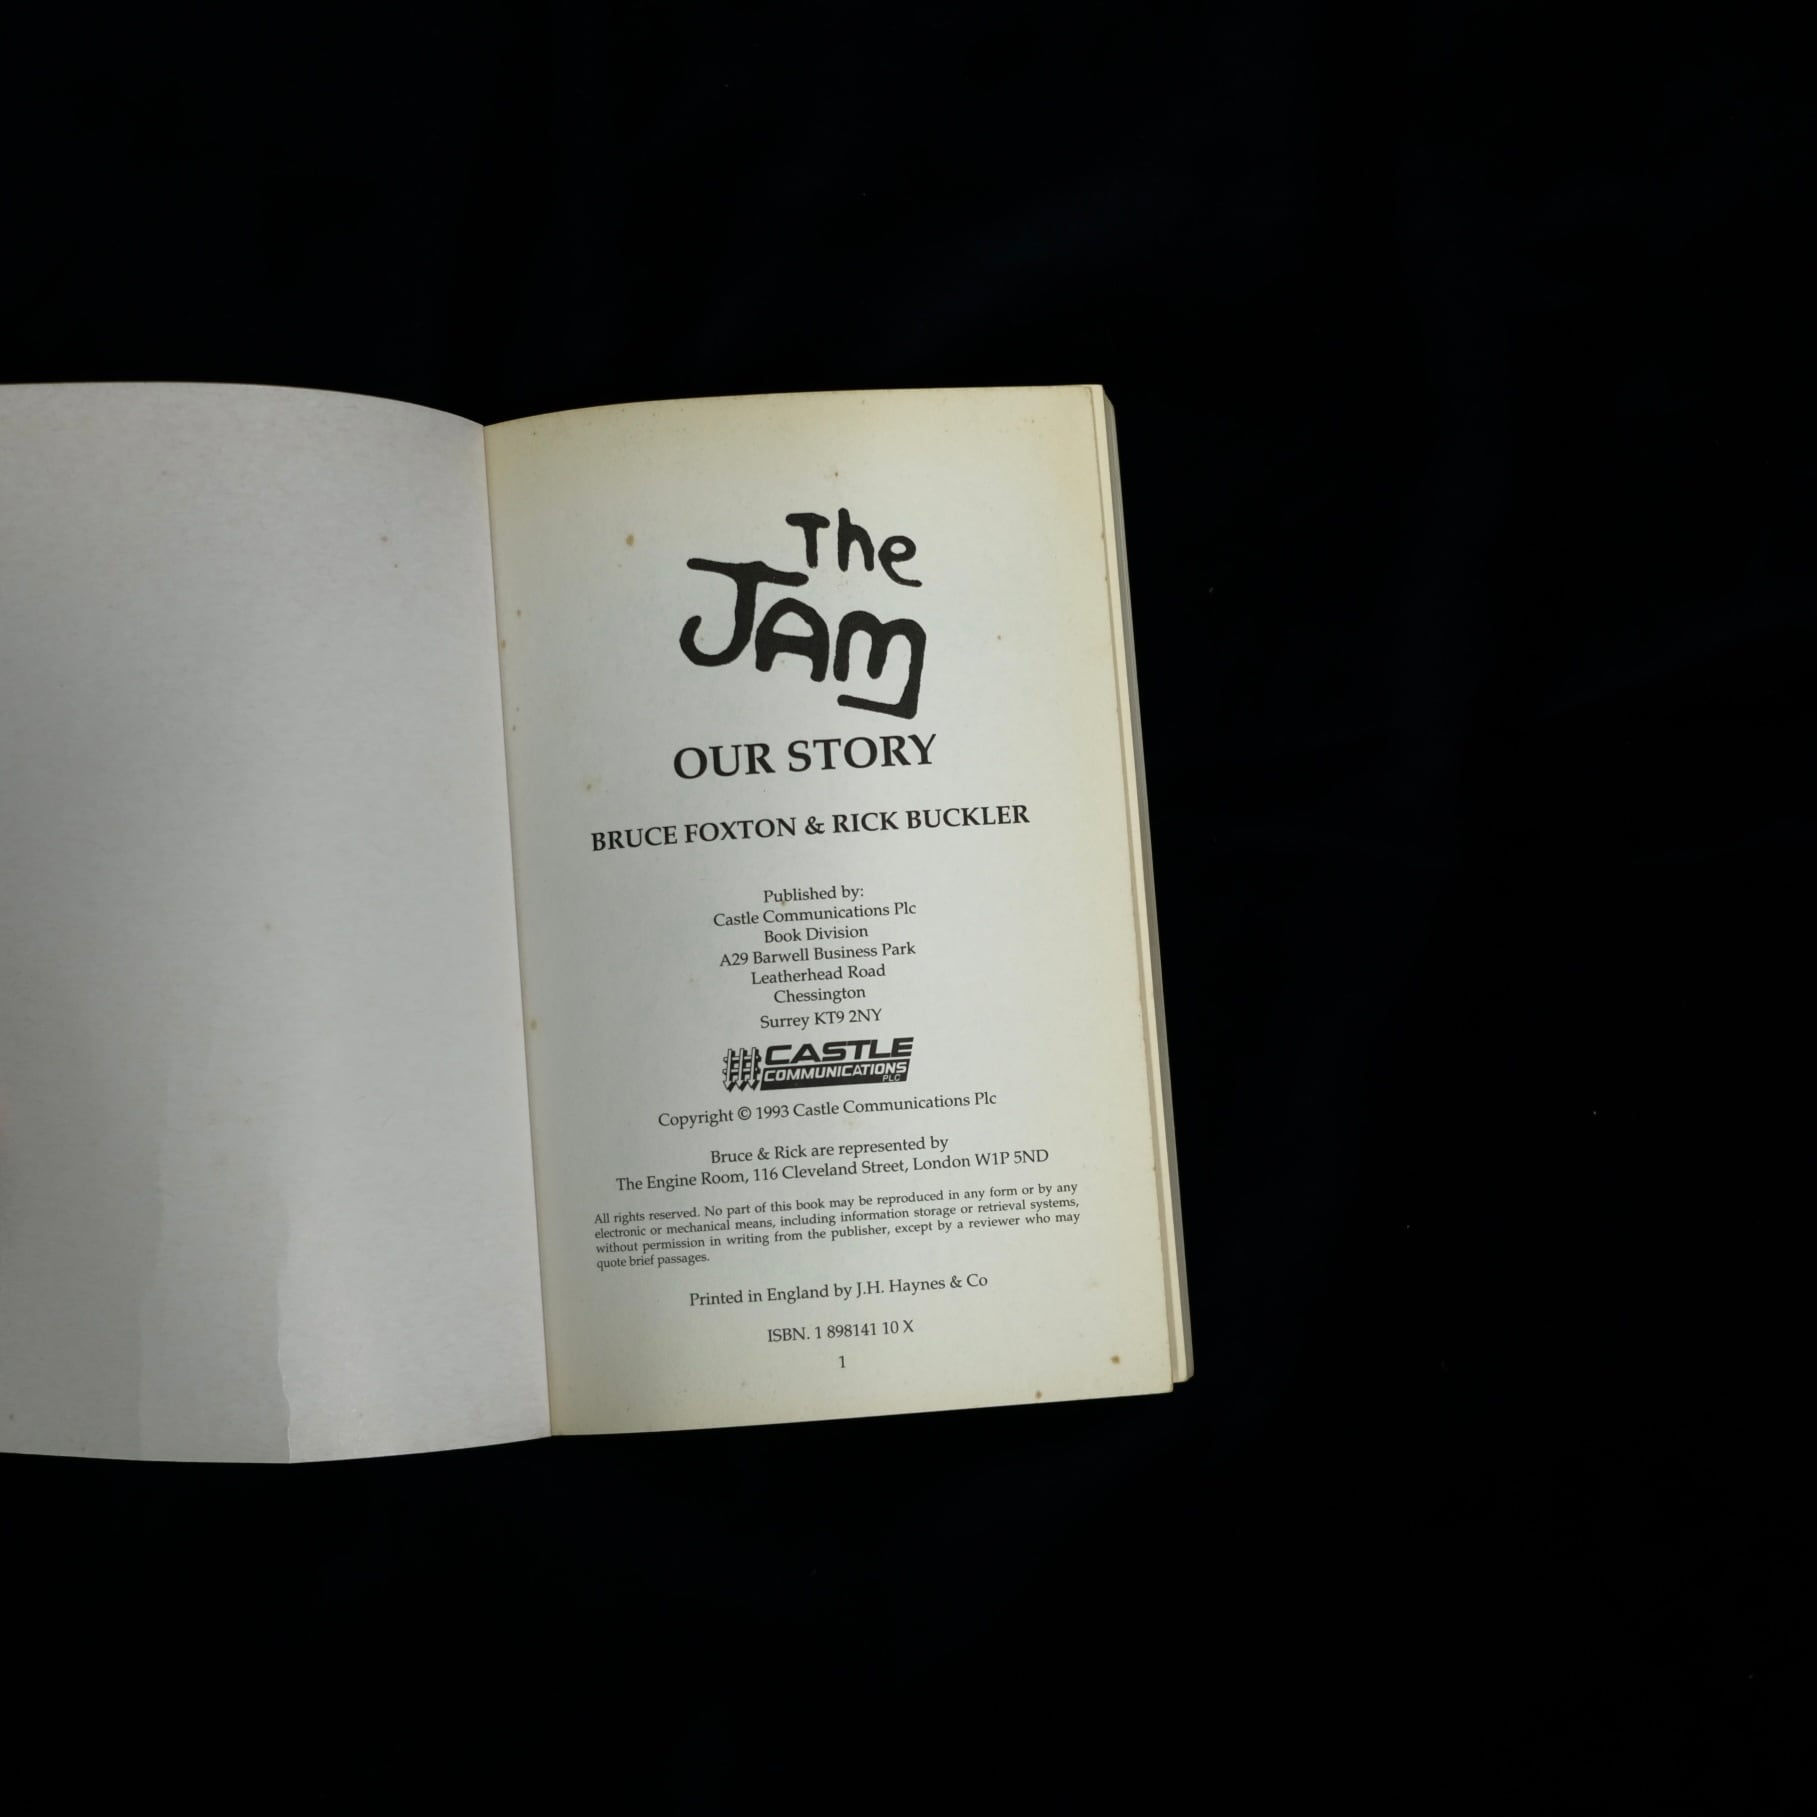 The
JAM
OUR STORY
BRUCE FOXTON & RICK BUCKLER
Published by:
Castle Communications Plc
Book Division
A29 Barwell Business Park
Leatherhead Road
Chessington
Surrey KT9 2NY
CASTLE
COMMUNICATIONS
PLC
Copyright © 1993 Castle Communications Plc
Bruce & Rick are represented by
The Engine Room, 116 Cleveland Street, London W1P 5ND
All rights reserved. No part of this book may be reproduced in any form or by any
electronic or mechanical means, including information storage or retrieval systems,
without permission in writing from the publisher, except by a reviewer who may
quote brief passages.
Printed in England by J.H. Haynes & Co
ISBN. 1 898141 10 X
1